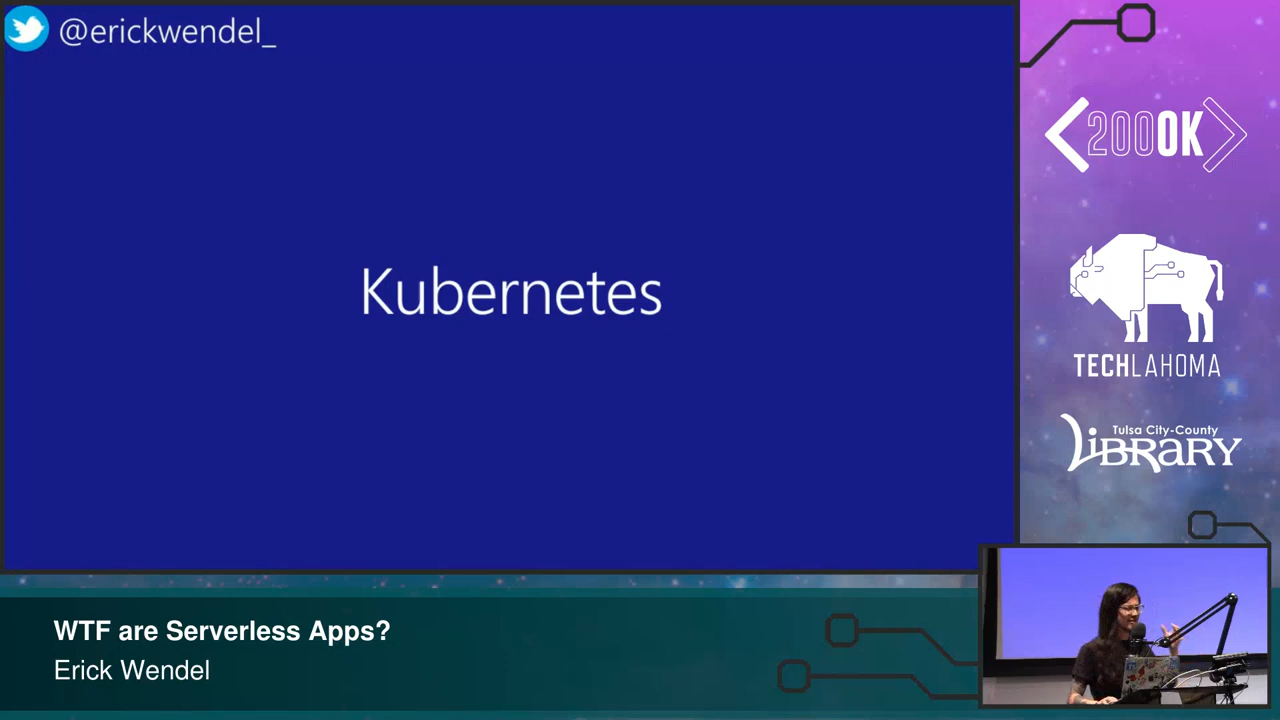 @erickwendel_
Kubernetes
200OK
TECHLAHOMA
Tulsa City-County
LiBRARY
WTF are Serverless Apps?
Erick Wendel